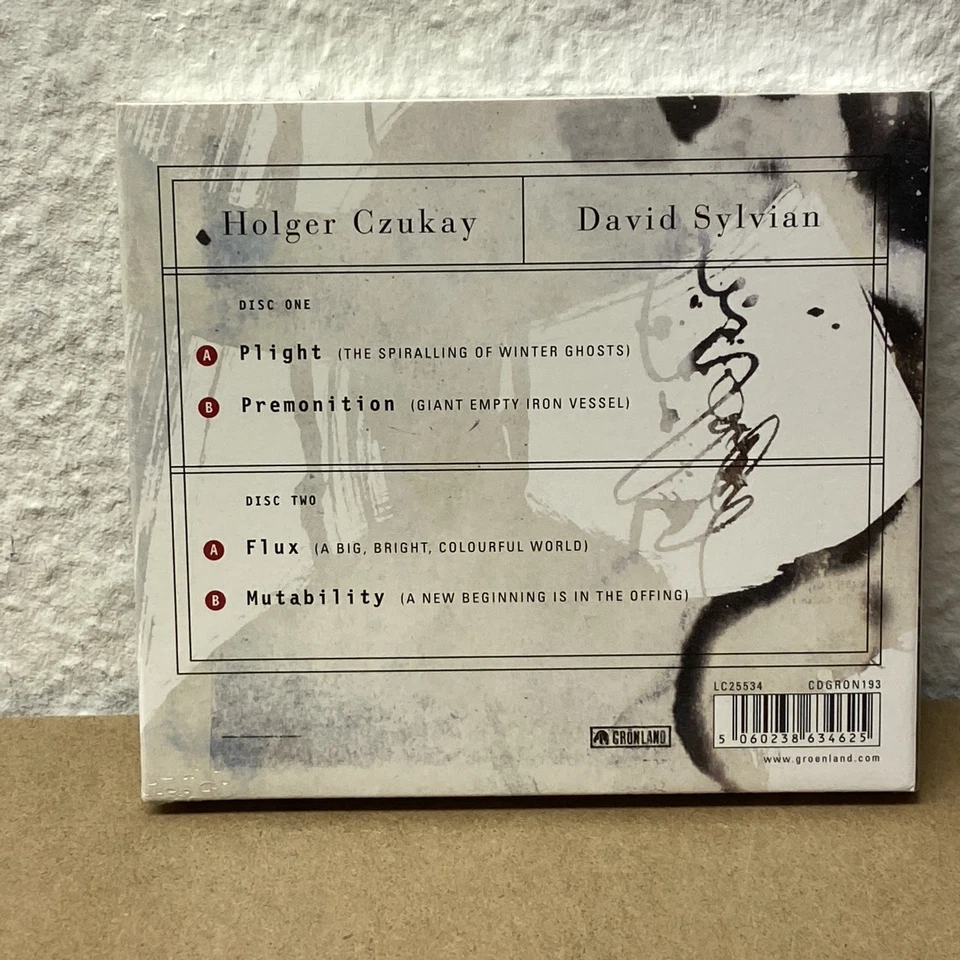 Holger Czukay
David Sylvian
DISC ONE
A Plight (THE SPIRALLING OF WINTER GHOSTS)
B Premonition (GIANT EMPTY IRON VESSEL)
DISC TWO
A Flux (A BIG, BRIGHT, COLOURFUL WORLD)
B Mutability (A NEW BEGINNING IS IN THE OFFING)
LC25534 CDGRON193
GRÖNLAND
5 060238 634625
www.groenland.com